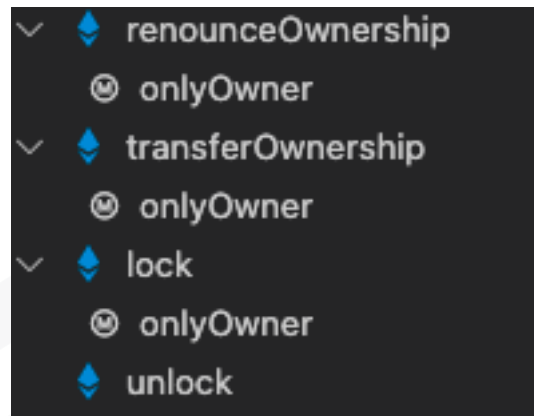 renounceOwnership
onlyOwner
transferOwnership
onlyOwner
lock
onlyOwner
unlock